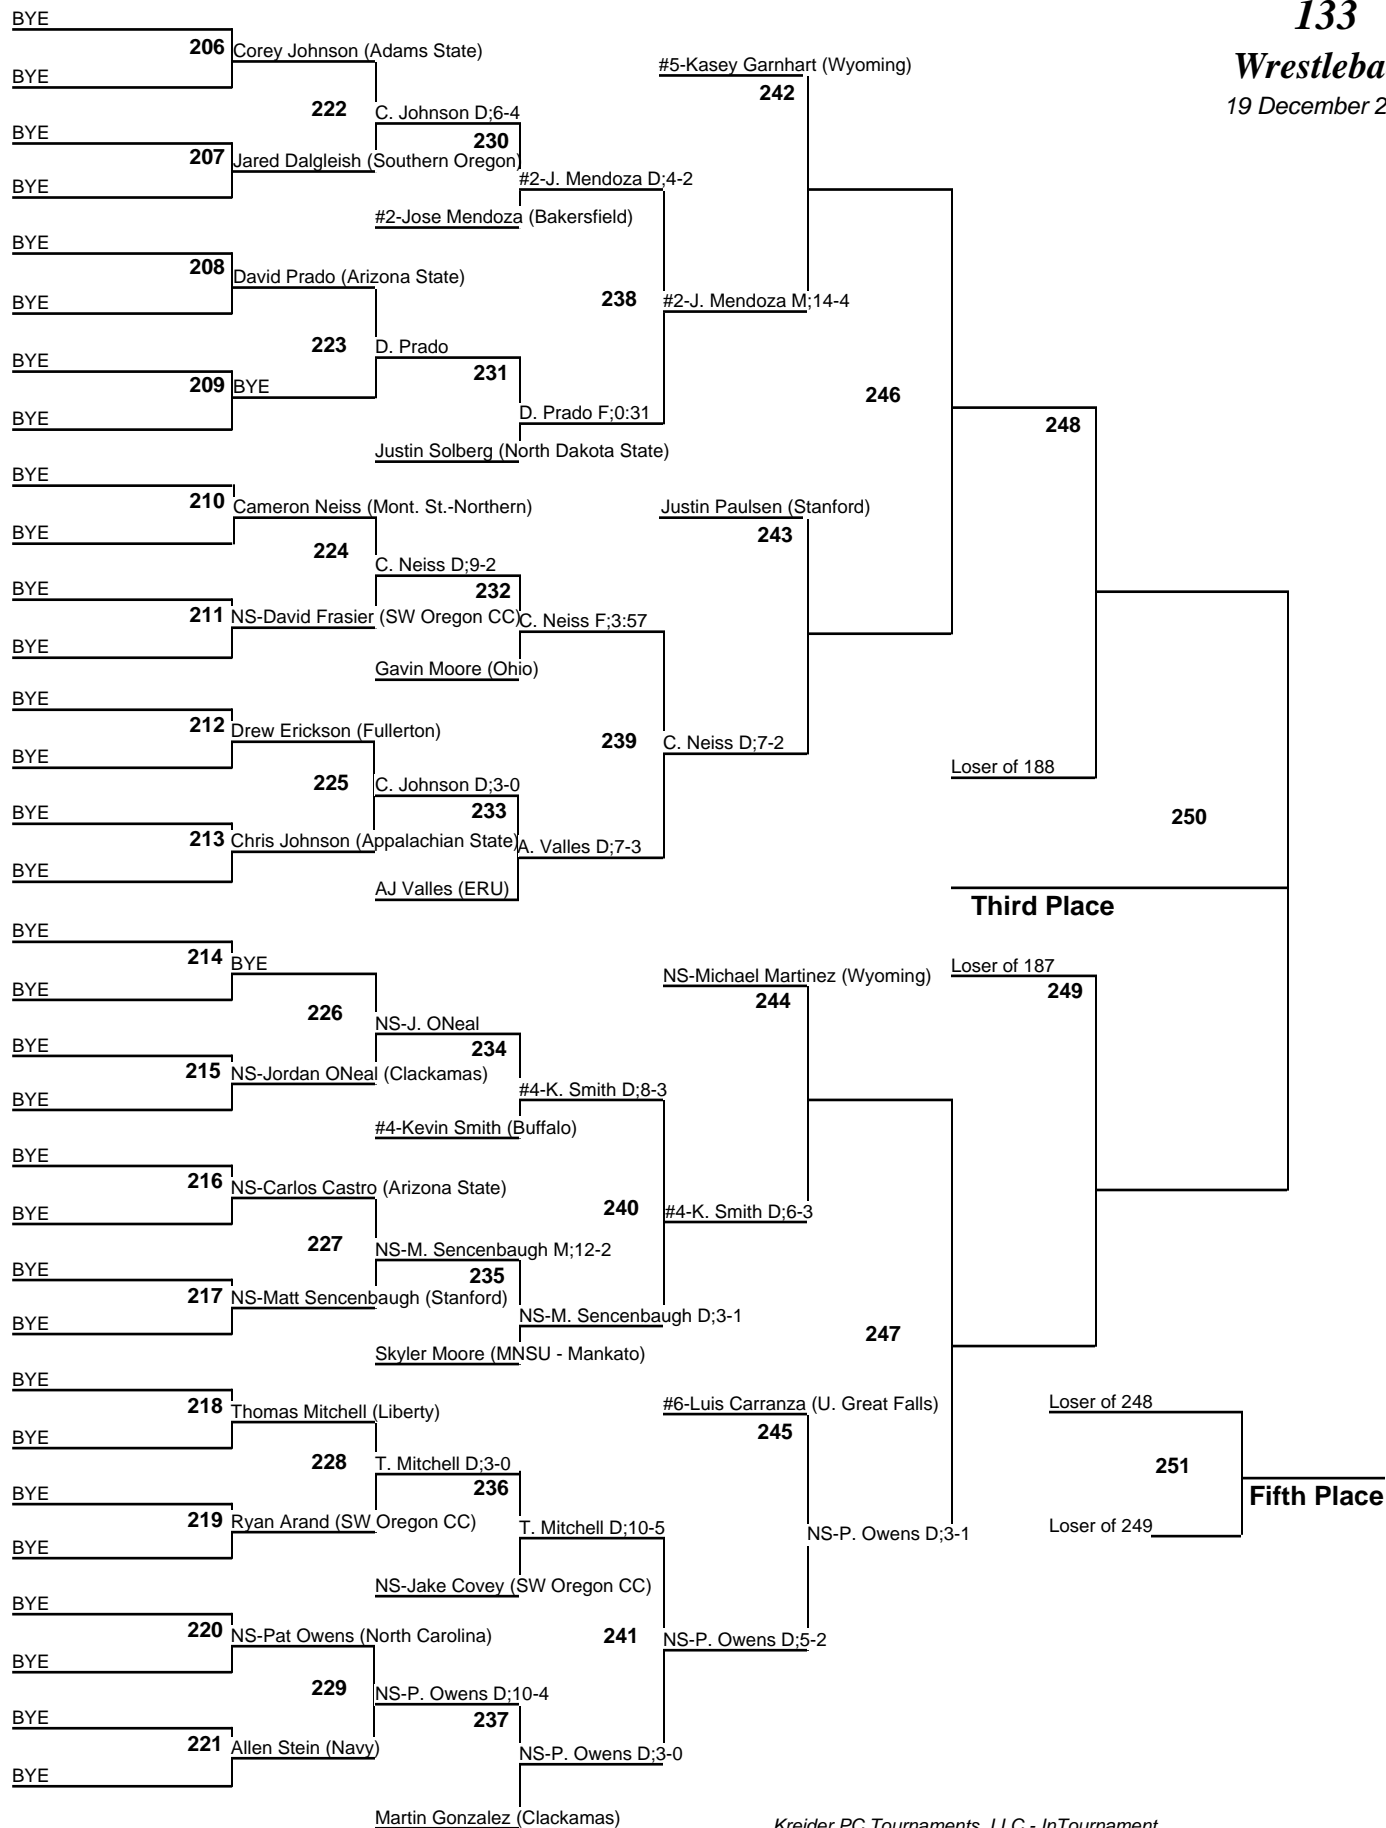 133
Wrestleba
19 December 2
BYE
206 Corey Johnson (Adams State)
BYE
#5-Kasey Garnhart (Wyoming)
242
222 C. Johnson D;6-4
BYE
230
207 Jared Dalgleish (Southern Oregon)
BYE
#2-J. Mendoza D;4-2
#2-Jose Mendoza (Bakersfield)
BYE
208 David Prado (Arizona State)
BYE
238 #2-J. Mendoza M;14-4
223 D. Prado
BYE
231
209 BYE
246
BYE
D. Prado F;0:31
248
Justin Solberg (North Dakota State)
BYE
210 Cameron Neiss (Mont. St.-Northern)
Justin Paulsen (Stanford)
BYE
243
224 C. Neiss D;9-2
BYE
232
211 NS-David Frasier (SW Oregon CC)
C. Neiss F;3:57
BYE
Gavin Moore (Ohio)
BYE
212 Drew Erickson (Fullerton)
239 C. Neiss D;7-2
BYE
Loser of 188
225 C. Johnson D;3-0
BYE
233
250
213 Chris Johnson (Appalachian State)
A. Valles D;7-3
BYE
AJ Valles (ERU)
Third Place
BYE
214 BYE
Loser of 187
NS-Michael Martinez (Wyoming)
BYE
249
244
226 NS-J. ONeal
BYE
234
215 NS-Jordan ONeal (Clackamas)
#4-K. Smith D;8-3
BYE
#4-Kevin Smith (Buffalo)
BYE
216 NS-Carlos Castro (Arizona State)
240 #4-K. Smith D;6-3
BYE
227 NS-M. Sencenbaugh M;12-2
BYE
235
217 NS-Matt Sencenbaugh (Stanford)
NS-M. Sencenbaugh D;3-1
BYE
247
Skyler Moore (MNSU - Mankato)
BYE
218 Thomas Mitchell (Liberty)
#6-Luis Carranza (U. Great Falls)
Loser of 248
BYE
245
228 T. Mitchell D;3-0
251
BYE
236
Fifth Place
219 Ryan Arand (SW Oregon CC)
T. Mitchell D;10-5
NS-P. Owens D;3-1
Loser of 249
BYE
NS-Jake Covey (SW Oregon CC)
BYE
220 NS-Pat Owens (North Carolina)
241 NS-P. Owens D;5-2
BYE
229 NS-P. Owens D;10-4
BYE
237
221 Allen Stein (Navy)
NS-P. Owens D;3-0
BYE
Martin Gonzalez (Clackamas)
Kreider PC Tournaments, LLC - InTournament